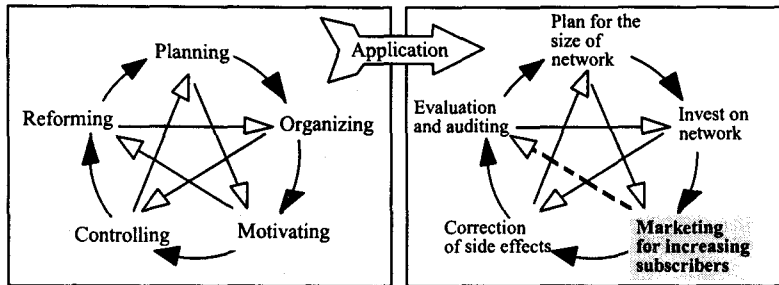 Planning
Reforming
Organizing
Controlling
Motivating
Application
Plan for the
size of
network
Evaluation
and auditing
Invest on
network
Correction
of side effects
Marketing
for increasing
subscribers